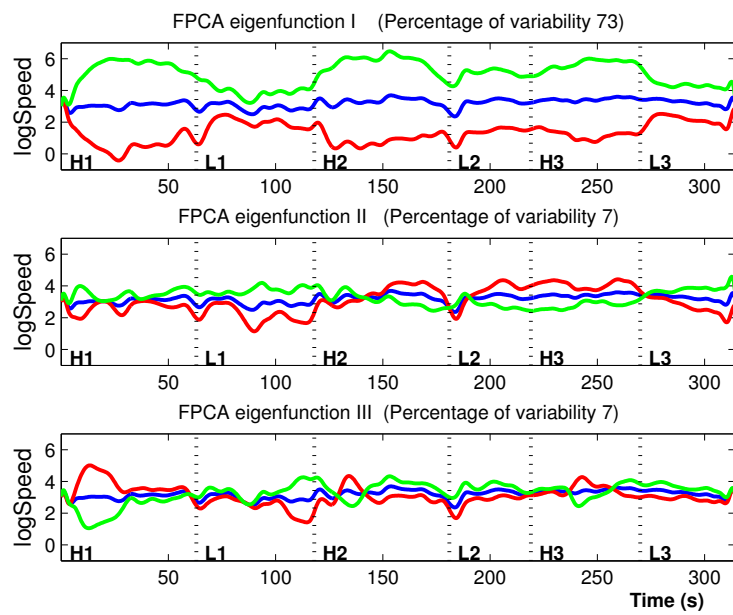 FPCA eigenfunction I (Percentage of variability 73)
logSpeed
6
4
2
0
H1 L1 H2 L2 H3 L3
50 100 150 200 250 300
FPCA eigenfunction II (Percentage of variability 7)
logSpeed
6
4
2
0
H1 L1 H2 L2 H3 L3
50 100 150 200 250 300
FPCA eigenfunction III (Percentage of variability 7)
logSpeed
6
4
2
0
H1 L1 H2 L2 H3 L3
50 100 150 200 250 300
Time (s)